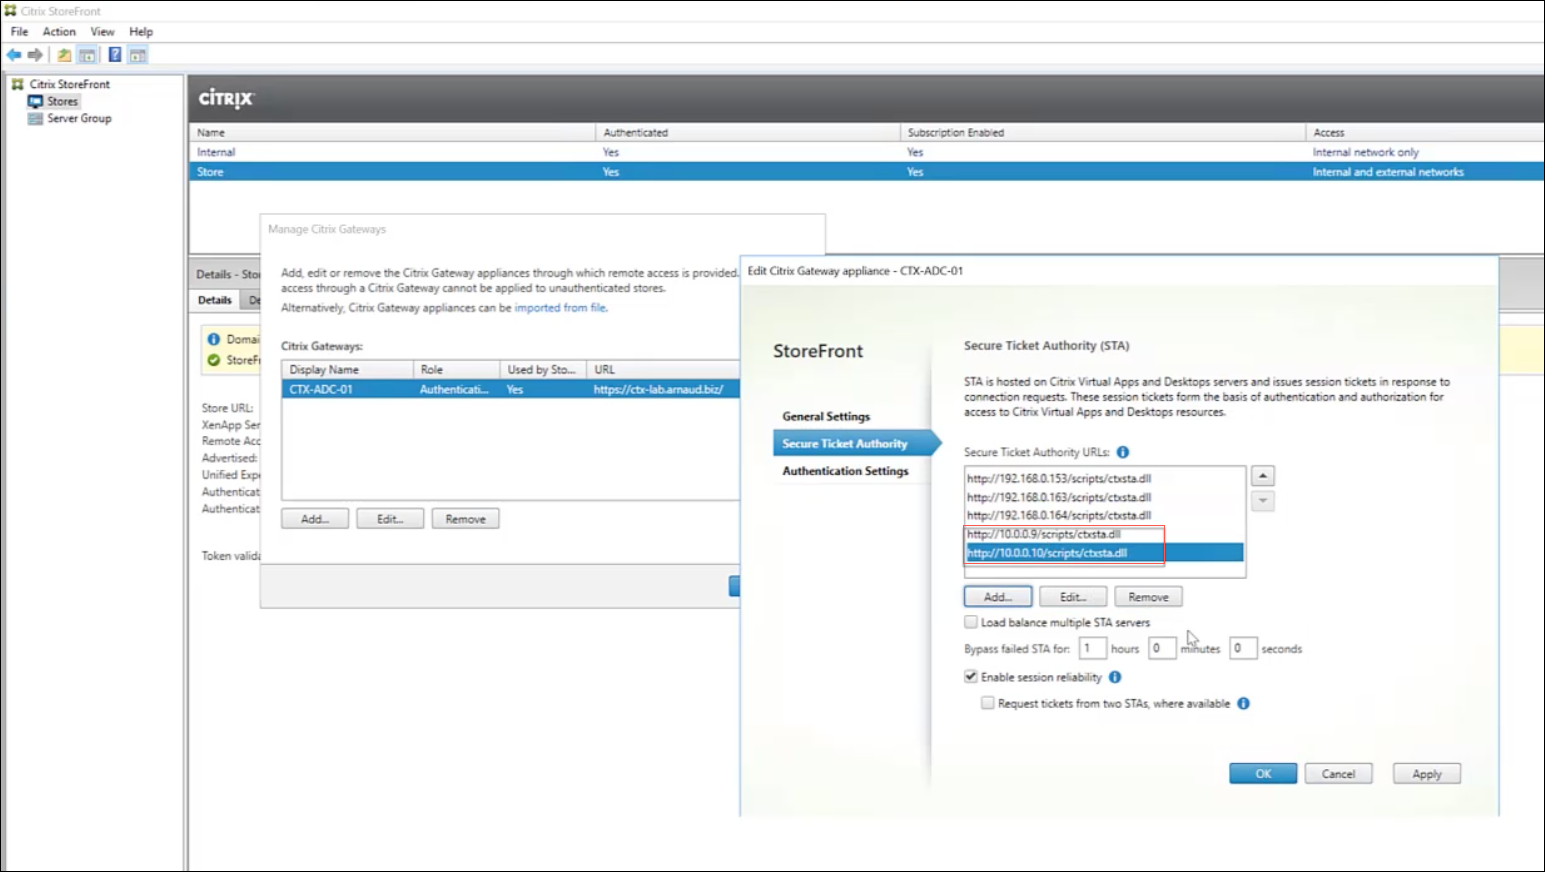 Citrix StoreFront
File Action View Help
Citrix StoreFront
Stores
Server Group
CİTRIX
Name Authenticated Subscription Enabled Access
Internal Yes Yes Internal network only
Store Yes Yes Internal and external networks
Manage Citrix Gateways
Add, edit or remove the Citrix Gateway appliances through which remote access is provided.
access through a Citrix Gateway cannot be applied to unauthenticated stores.
Alternatively, Citrix Gateway appliances can be imported from file.
Citrix Gateways:
Display Name Role Used by Sto... URL
CTX-ADC-01 Authenticati... Yes https://ctx-lab.arnaud.biz/
Add... Edit... Remove
Details - Sto
Details De
Domai
StoreFr
Store URL:
XenApp Ser
Remote Acc
Advertised:
Unified Expe
Authenticat
Authenticat
Token valida
Edit Citrix Gateway appliance - CTX-ADC-01
StoreFront
General Settings
Secure Ticket Authority
Authentication Settings
Secure Ticket Authority (STA)
STA is hosted on Citrix Virtual Apps and Desktops servers and issues session tickets in response to
connection requests. These session tickets form the basis of authentication and authorization for
access to Citrix Virtual Apps and Desktops resources.
Secure Ticket Authority URLs:
http://192.168.0.153/scripts/ctxsta.dll
http://192.168.0.163/scripts/ctxsta.dll
http://192.168.0.164/scripts/ctxsta.dll
http://10.0.0.9/scripts/ctxsta.dll
http://10.0.0.10/scripts/ctxsta.dll
Add... Edit... Remove
Load balance multiple STA servers
Bypass failed STA for: 1 hours 0 minutes 0 seconds
Enable session reliability
Request tickets from two STAs, where available
OK Cancel Apply